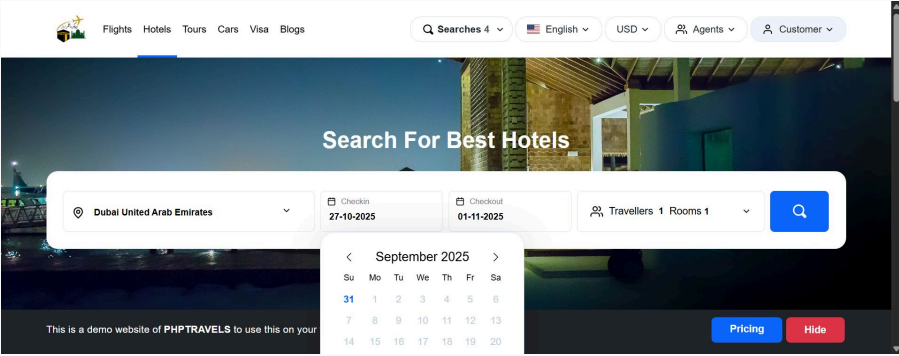 Flights Hotels Tours Cars Visa Blogs Searches 4 English USD Agents Customer
Search For Best Hotels
Dubai United Arab Emirates
Checkin
27-10-2025
Checkout
01-11-2025
Travellers 1 Rooms 1
September 2025
Su Mo Tu We Th Fr Sa
31 1 2 3 4 5 6
7 8 9 10 11 12 13
14 15 16 17 18 19 20
This is a demo website of PHPTRAVELS to use this on your
Pricing
Hide